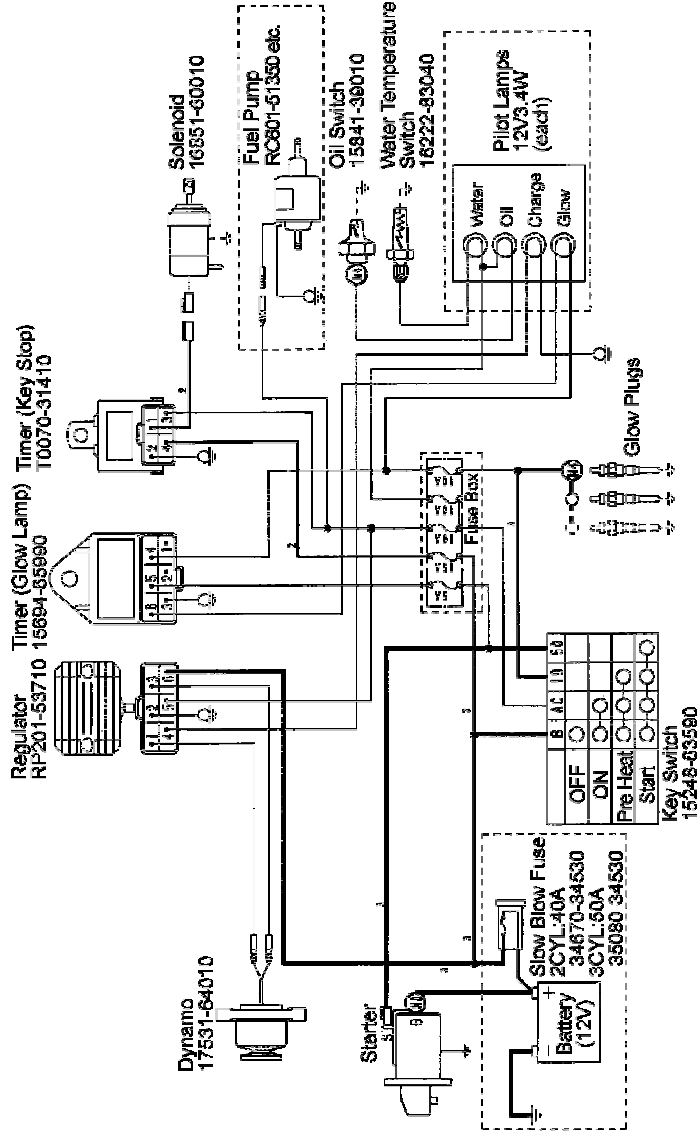 Solenoid
16851-60010
Fuel Pump
RC601-51350 etc.
Oil Switch
15841-39010
Water Temperature
Switch
16222-83040
Pilot Lamps
12V3.4W
(each)
Water
Oil
Charge
Glow
Timer (Key Stop)
T0070-31410
Timer (Glow Lamp)
15694-65990
Regulator
RP201-53710
Glow Plugs
Fuse Box
Dynamo
17531-64010
Starter
B
Slow Blow Fuse
2CYL:40A
34670-34530
3CYL:50A
35080 34530
Battery
(12V)
+
−
B
AC
19
50
OFF
ON
Pre Heat
Start
Key Switch
15248-63590